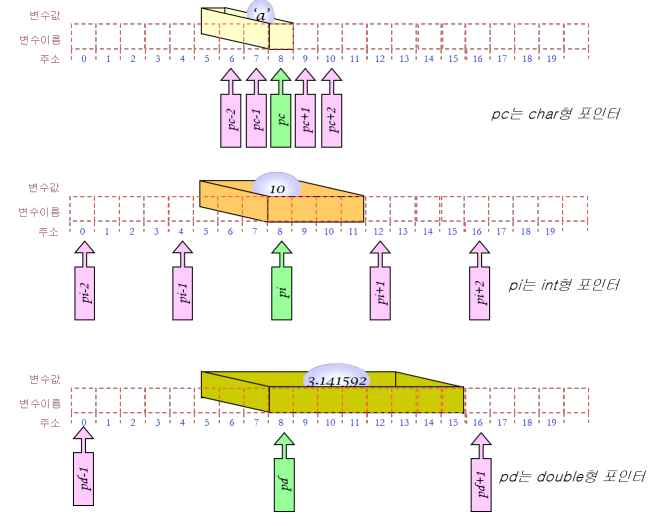 변수값 'a'
변수이름
주소 0 1 2 3 4 5 6 7 8 9 10 11 12 13 14 15 16 17 18 19
pc-2 pc-1 pc pc+1 pc+2
pc는 char형 포인터
변수값 10
변수이름
주소 0 1 2 3 4 5 6 7 8 9 10 11 12 13 14 15 16 17 18 19
pi-2 pi-1 pi pi+1 pi+2
pi는 int형 포인터
변수값 3.141592
변수이름
주소 0 1 2 3 4 5 6 7 8 9 10 11 12 13 14 15 16 17 18 19
pd-1 pd pd+1
pd는 double형 포인터